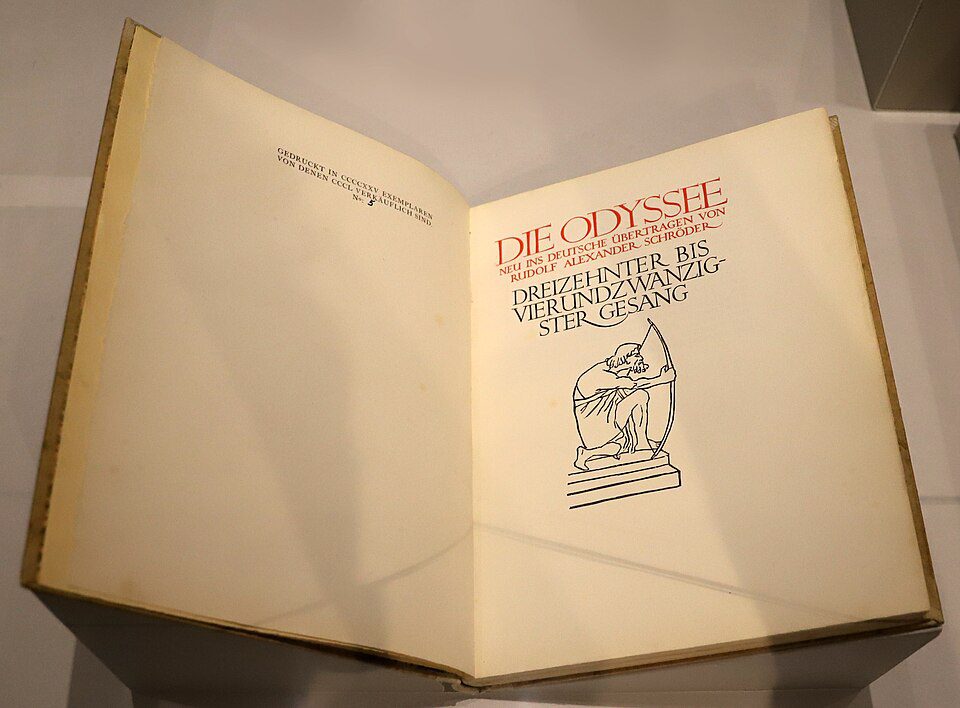 GEDRUCKT IN CCCCXXV EXEMPLAREN
VON DENEN CCCL VERKÄUFLICH SIND
No: 5
DIE ODYSSEE
NEU INS DEUTSCHE ÜBERTRAGEN VON
RUDOLF ALEXANDER SCHRÖDER
DREIZEHNTER BIS
VIERUNDZWANZIG-
STER GESANG